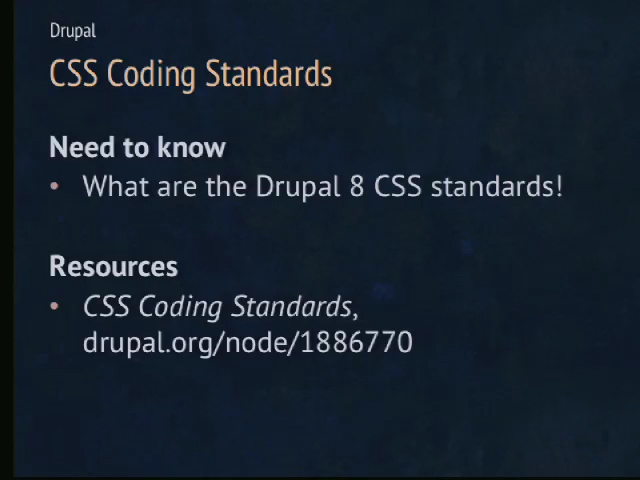 Drupal
CSS Coding Standards
Need to know
• What are the Drupal 8 CSS standards!
Resources
• CSS Coding Standards,
drupal.org/node/1886770